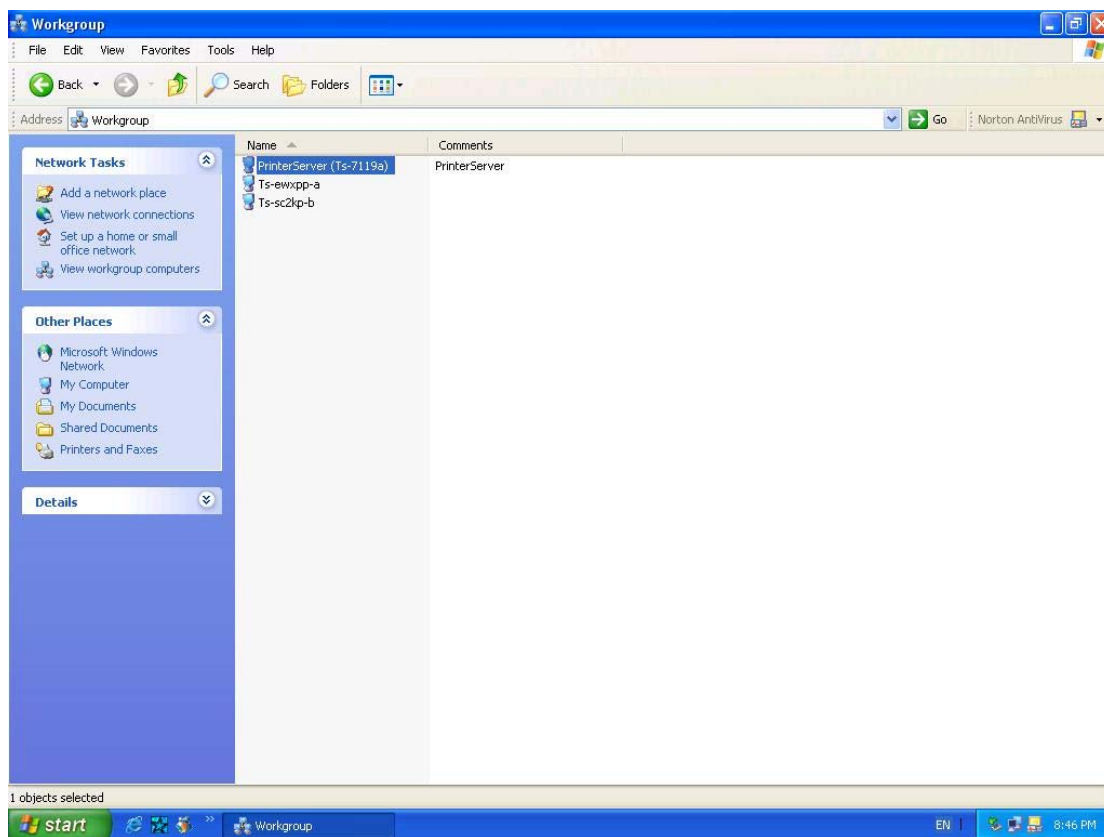 Workgroup
File Edit View Favorites Tools Help
Back Search Folders
Address Workgroup Go Norton AntiVirus
Network Tasks
Add a network place
View network connections
Set up a home or small
office network
View workgroup computers
Other Places
Microsoft Windows
Network
My Computer
My Documents
Shared Documents
Printers and Faxes
Details
Name Comments
PrinterServer (Ts-7119a) PrinterServer
Ts-ewxpp-a
Ts-sc2kp-b
1 objects selected
start Workgroup EN 8:46 PM